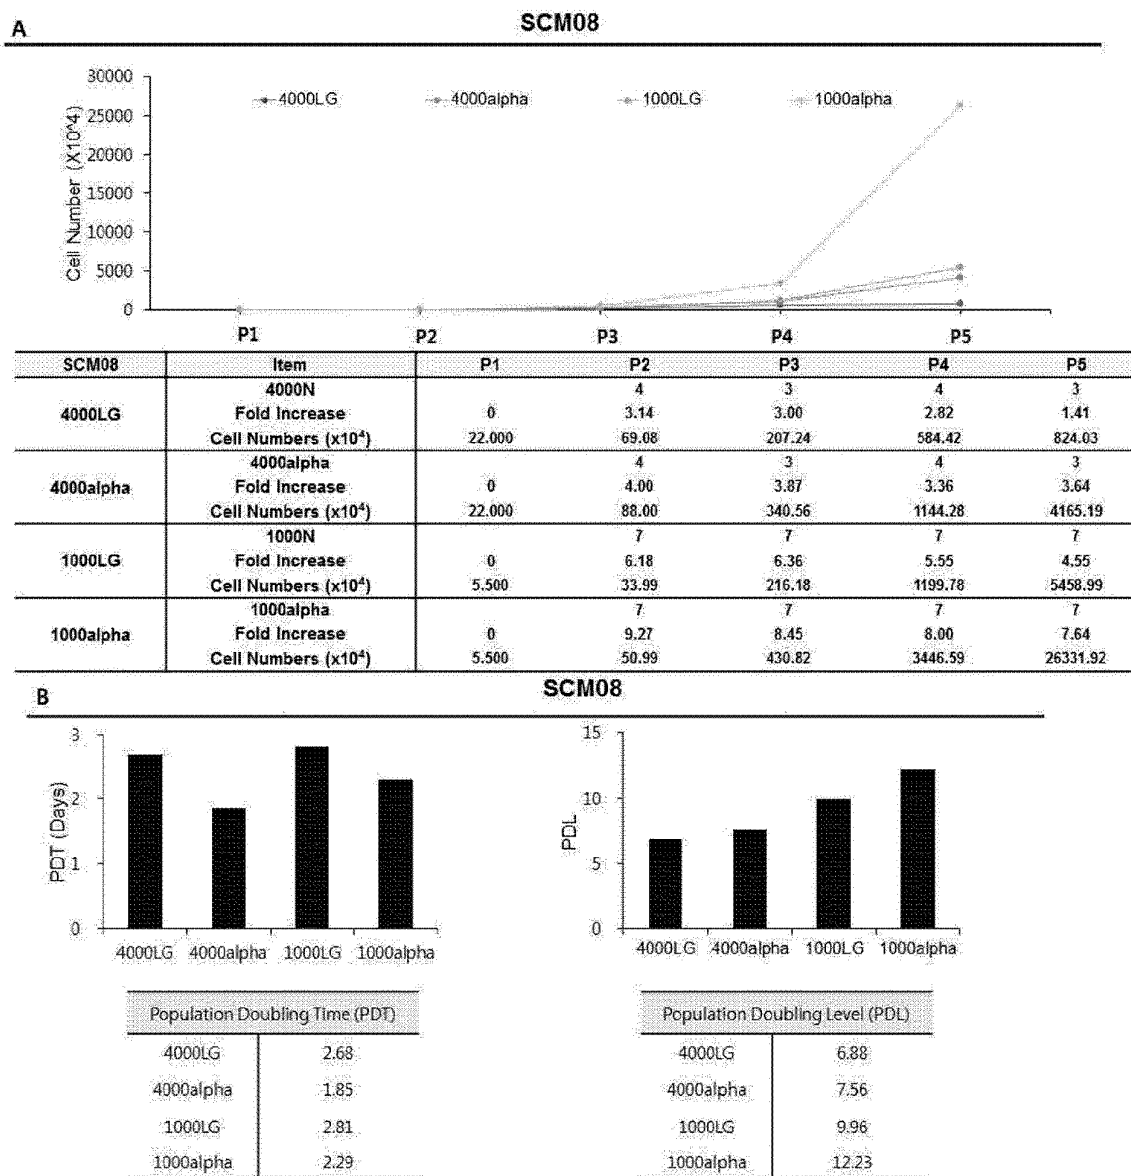 A
SCM08
30000
25000
20000
15000
10000
5000
0
Cell Number (X10^4)
4000LG 4000alpha 1000LG 1000alpha
P1 P2 P3 P4 P5
SCM08 Item P1 P2 P3 P4 P5
4000LG
4000N 4 3 4 3
Fold Increase 0 3.14 3.00 2.82 1.41
Cell Numbers (x10⁴) 22.000 69.08 207.24 584.42 824.03
4000alpha
4000alpha 4 3 4 3
Fold Increase 0 4.00 3.87 3.36 3.64
Cell Numbers (x10⁴) 22.000 88.00 340.56 1144.28 4165.19
1000LG
1000N 7 7 7 7
Fold Increase 0 6.18 6.36 5.55 4.55
Cell Numbers (x10⁴) 5.500 33.99 216.18 1199.78 5458.99
1000alpha
1000alpha 7 7 7 7
Fold Increase 0 9.27 8.45 8.00 7.64
Cell Numbers (x10⁴) 5.500 50.99 430.82 3446.59 26331.92
B
SCM08
3
2
1
0
PDT (Days)
4000LG 4000alpha 1000LG 1000alpha
15
10
5
0
PDL
4000LG 4000alpha 1000LG 1000alpha
Population Doubling Time (PDT)
4000LG 2.68
4000alpha 1.85
1000LG 2.81
1000alpha 2.29
Population Doubling Level (PDL)
4000LG 6.88
4000alpha 7.56
1000LG 9.96
1000alpha 12.23